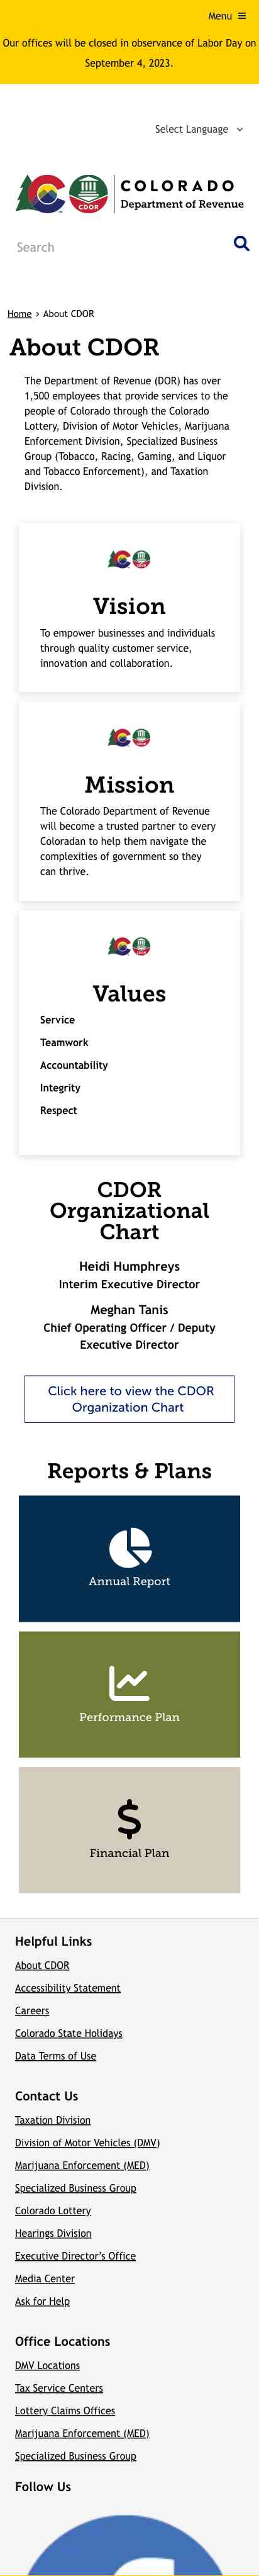 Menu
Our offices will be closed in observance of Labor Day on
September 4, 2023.
Select Language
CDOR
COLORADO
Department of Revenue
Search
Home › About CDOR
About CDOR
The Department of Revenue (DOR) has over
1,500 employees that provide services to the
people of Colorado through the Colorado
Lottery, Division of Motor Vehicles, Marijuana
Enforcement Division, Specialized Business
Group (Tobacco, Racing, Gaming, and Liquor
and Tobacco Enforcement), and Taxation
Division.
Vision
To empower businesses and individuals
through quality customer service,
innovation and collaboration.
Mission
The Colorado Department of Revenue
will become a trusted partner to every
Coloradan to help them navigate the
complexities of government so they
can thrive.
Values
Service
Teamwork
Accountability
Integrity
Respect
CDOR
Organizational
Chart
Heidi Humphreys
Interim Executive Director
Meghan Tanis
Chief Operating Officer / Deputy
Executive Director
Click here to view the CDOR
Organization Chart
Reports & Plans
Annual Report
Performance Plan
Financial Plan
Helpful Links
About CDOR
Accessibility Statement
Careers
Colorado State Holidays
Data Terms of Use
Contact Us
Taxation Division
Division of Motor Vehicles (DMV)
Marijuana Enforcement (MED)
Specialized Business Group
Colorado Lottery
Hearings Division
Executive Director's Office
Media Center
Ask for Help
Office Locations
DMV Locations
Tax Service Centers
Lottery Claims Offices
Marijuana Enforcement (MED)
Specialized Business Group
Follow Us